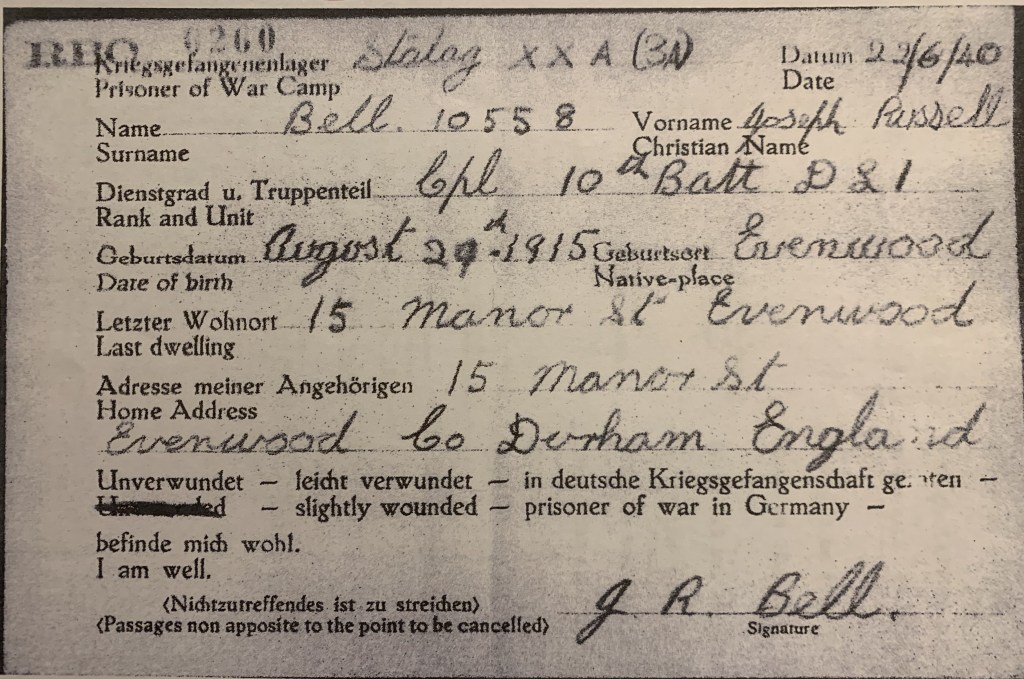 RBO 0260
Kriegsgefangenenlager Stalag XXA (3A) Datum 22/6/40
Prisoner of War Camp Date
Name Bell. 10558 Vorname Joseph Russell
Surname Christian Name
Dienstgrad u. Truppenteil Cpl 10th Batt D L I
Rank and Unit
Geburtsdatum August 29th 1915 Geburtsort Evenwood
Date of birth Native-place
Letzter Wohnort 15 Manor St Evenwood
Last dwelling
Adresse meiner Angehörigen 15 Manor St
Home Address
Evenwood Co Durham England
Unverwundet – leicht verwundet – in deutsche Kriegsgefangenschaft geraten –
– slightly wounded – prisoner of war in Germany –
befinde mich wohl.
I am well.
(Nichtzutreffendes ist zu streichen)
(Passages non apposite to the point to be cancelled)
J R. Bell.
Signature